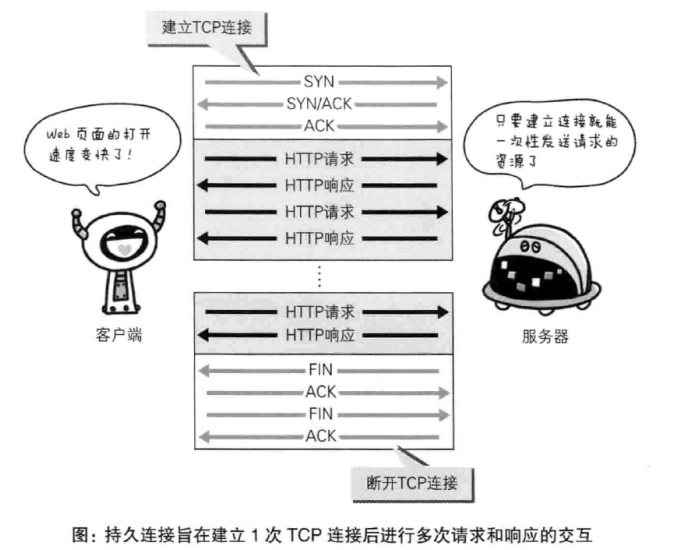 建立TCP连接
SYN
SYN/ACK
ACK
Web 页面的打开
速度变快了!
只要建立连接就能
一次性发送请求的
资源了
HTTP请求
HTTP响应
HTTP请求
HTTP响应
HTTP请求
HTTP响应
客户端
服务器
FIN
ACK
FIN
ACK
断开TCP连接
图：持久连接旨在建立 1 次 TCP 连接后进行多次请求和响应的交互